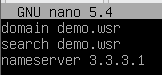 GNU nano 5.4
domain demo.wsr
search demo.wsr
nameserver 3.3.3.1